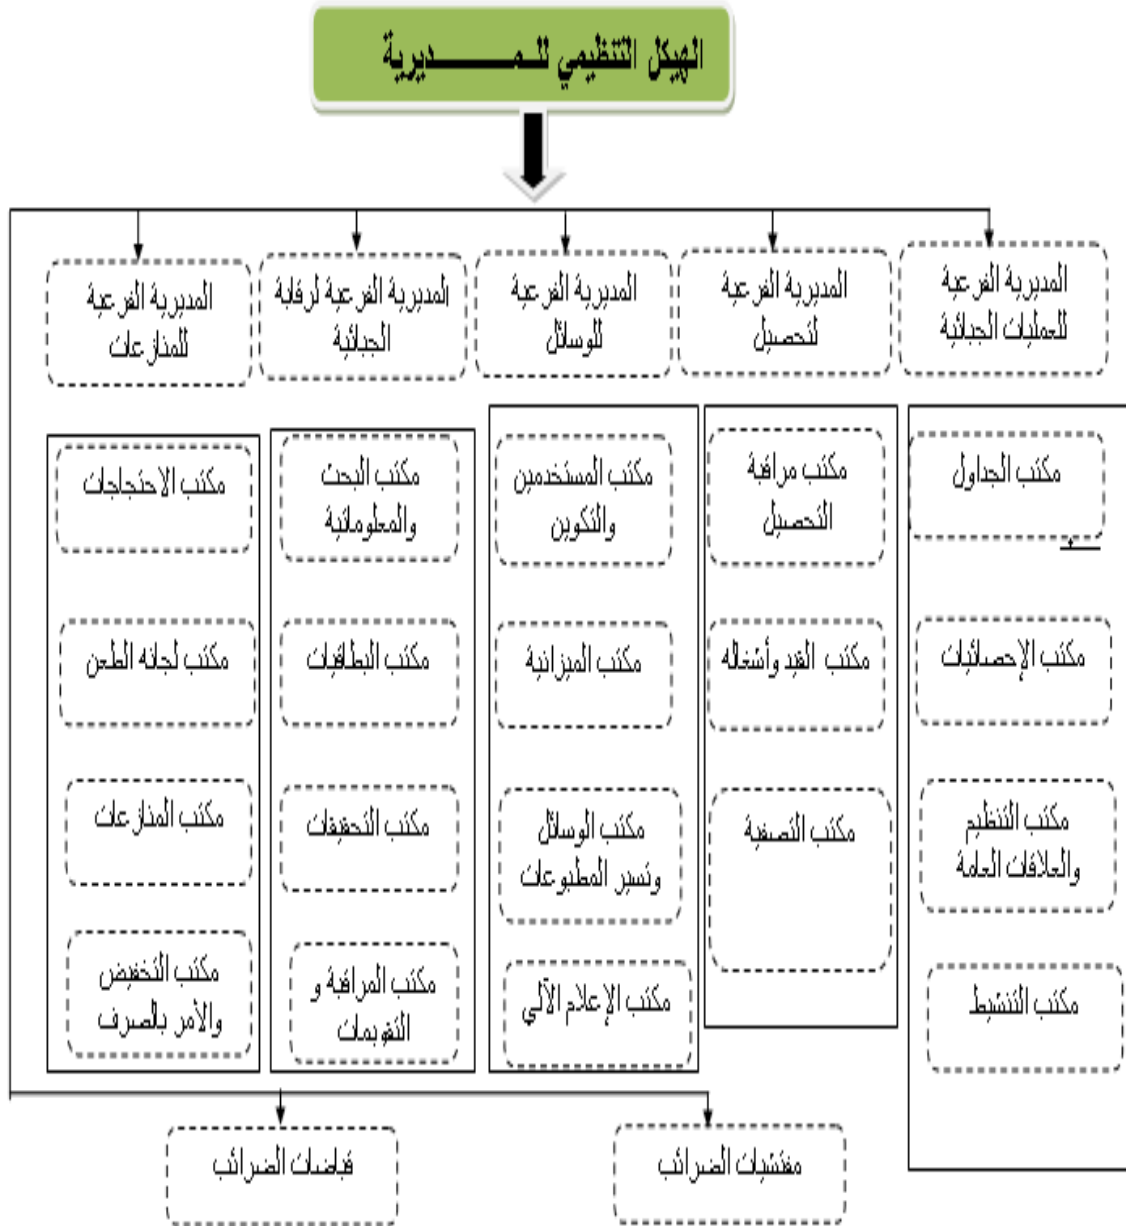 الهيكل التنظيمي للـمـــــــــديرية
المديرية الفرعية
للعمليات الجبائية
المديرية الفرعية
لتحصيل
المديرية الفرعية
للوسائل
المديرية الفرعية لرقابة
الجبائية
المديرية الفرعية
للمنازعات
مكتب الجداول
مكتب الإحصائيات
مكتب التنظيم
والعلاقات العامة
مكتب التنشيط
مكتب مراقبة
التحصيل
مكتب القيد وأشغاله
مكتب التصفية
مكتب المستخدمين
والتكوين
مكتب الميزانية
مكتب الوسائل
وتسير المطبوعات
مكتب الإعلام الآلي
مكتب البحث
والمعلوماتية
مكتب البطاقيات
مكتب التحقيقات
مكتب المراقبة و
التقويمات
مكتب الاحتجاجات
مكتب لجانه الطعن
مكتب المنازعات
مكتب التخفيض
والأمر بالصرف
مفتشيات الضرائب
قباضات الضرائب